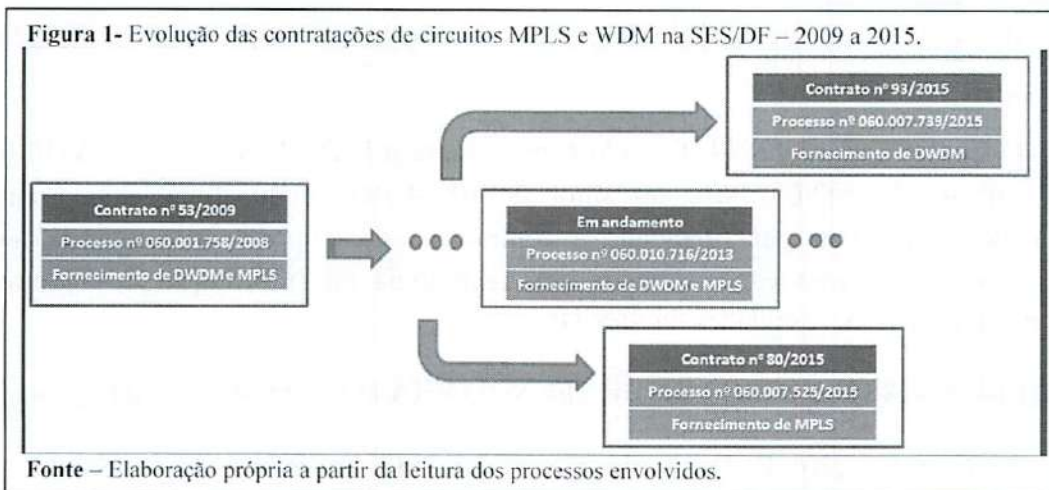 Figura 1- Evolução das contratações de circuitos MPLS e WDM na SES/DF – 2009 a 2015.
Contrato nº 93/2015
Processo nº 060.007.739/2015
Fornecimento de DWDM
Contrato nº 53/2009
Processo nº 060.001.758/2008
Fornecimento de DWDM e MPLS
Em andamento
Processo nº 060.010.716/2013
Fornecimento de DWDM e MPLS
Contrato nº 80/2015
Processo nº 060.007.525/2015
Fornecimento de MPLS
Fonte – Elaboração própria a partir da leitura dos processos envolvidos.